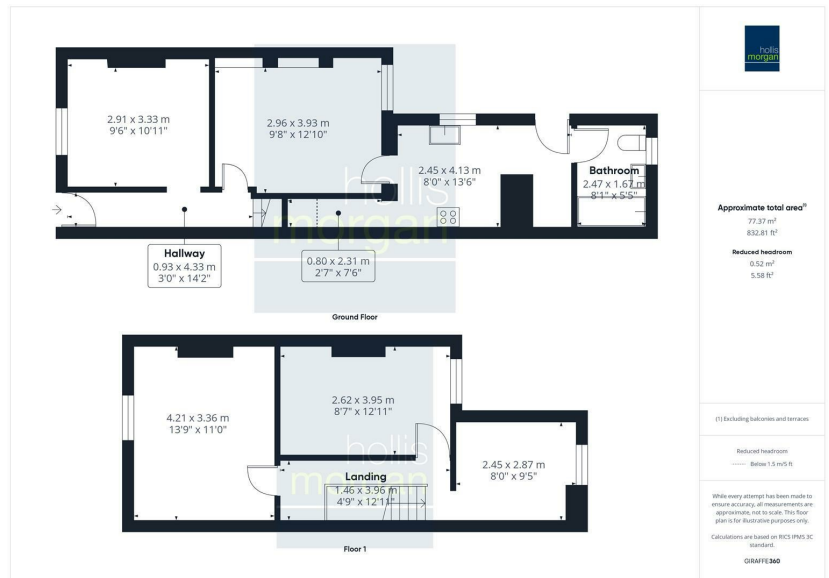 2.91 x 3.33 m
9'6" x 10'11"
2.96 x 3.93 m
9'8" x 12'10"
2.45 x 4.13 m
8'0" x 13'6"
Bathroom
2.47 x 1.67 m
8'1" x 5'5"
Hallway
0.93 x 4.33 m
3'0" x 14'2"
0.80 x 2.31 m
2'7" x 7'6"
hollis
morgan
Ground Floor
4.21 x 3.36 m
13'9" x 11'0"
2.62 x 3.95 m
8'7" x 12'11"
Landing
1.46 x 3.96 m
4'9" x 12'11"
2.45 x 2.87 m
8'0" x 9'5"
hollis
morgan
Floor 1
hollis
morgan
Approximate total area⁽¹⁾
77.37 m²
832.81 ft²
Reduced headroom
0.52 m²
5.58 ft²
(1) Excluding balconies and terraces
Reduced headroom
Below 1.5 m/5 ft
While every attempt has been made to
ensure accuracy, all measurements are
approximate, not to scale. This floor
plan is for illustrative purposes only.
Calculations are based on RICS IPMS 3C
standard.
GIRAFFE360